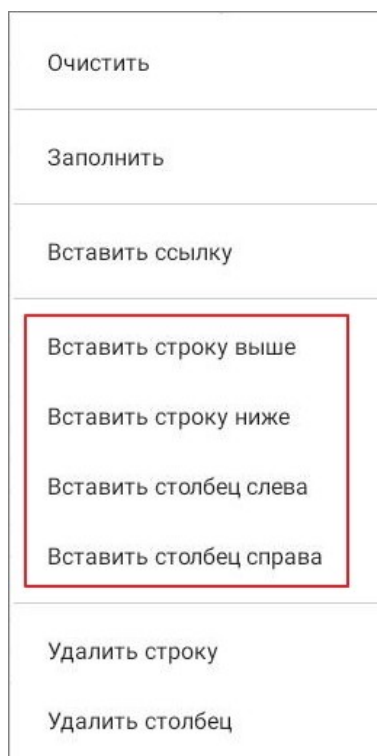 Очистить
Заполнить
Вставить ссылку
Вставить строку выше
Вставить строку ниже
Вставить столбец слева
Вставить столбец справа
Удалить строку
Удалить столбец